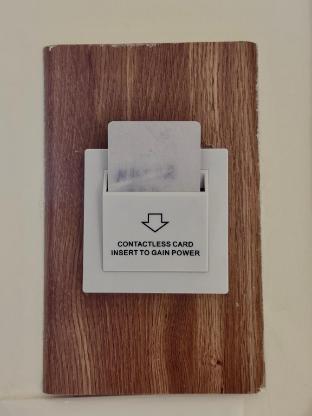 CONTACTLESS CARD
INSERT TO GAIN POWER